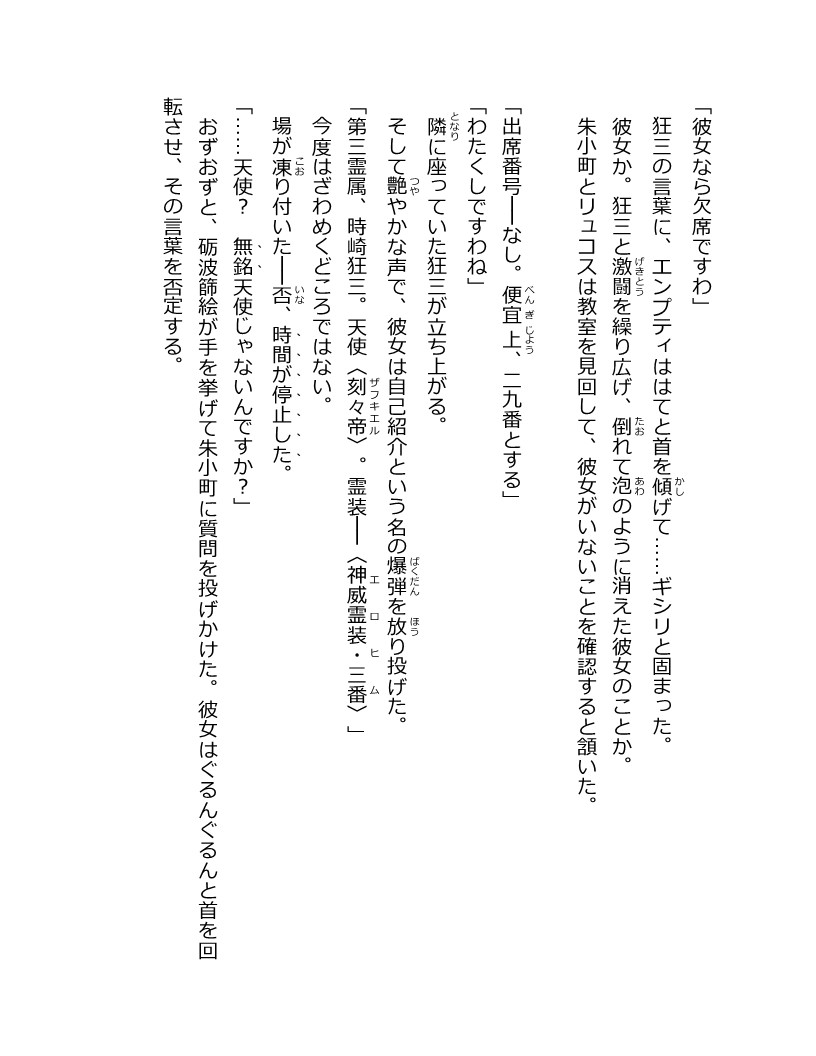 「彼女なら欠席ですわ」
狂三の言葉に、エンプティははてと首を傾げて……ギシリと固まった。
彼女か。狂三と激闘を繰り広げ、倒れて泡のように消えた彼女のことか。
朱小町とリュコスは教室を見回して、彼女がいないことを確認すると頷いた。
「出席番号──なし。便宜上、二九番とする」
「わたくしですわね」
隣に座っていた狂三が立ち上がる。
そして艶やかな声で、彼女は自己紹介という名の爆弾を放り投げた。
「第三霊属、時崎狂三。天使〈刻々帝〉。霊装──〈神威霊装・三番〉」
今度はざわめくどころではない。
場が凍り付いた──否、時間が停止した。
「……天使？　無銘天使じゃないんですか？」
おずおずと、砺波篩絵が手を挙げて朱小町に質問を投げかけた。彼女はぐるんぐるんと首を回
転させ、その言葉を否定する。